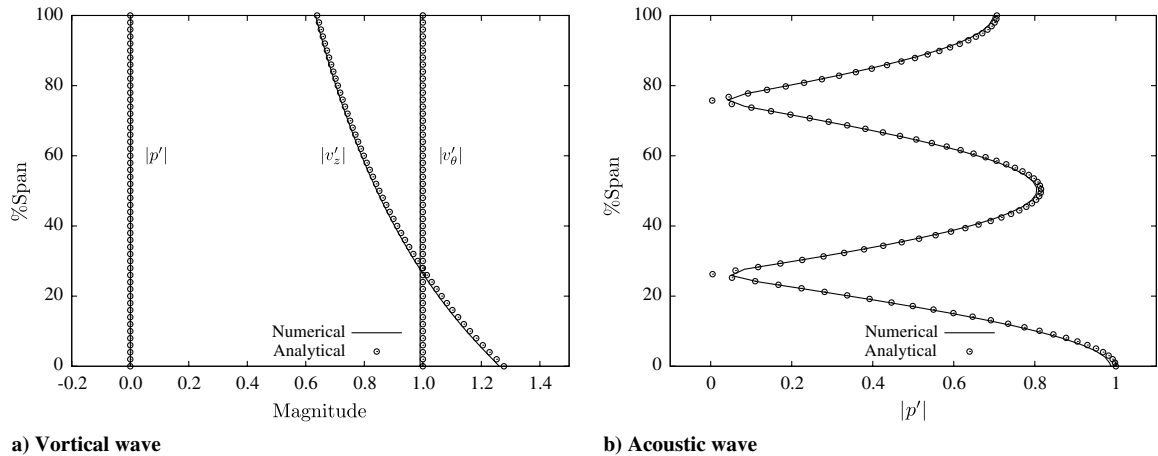 100
80
60
40
20
0
%Span
|p′|
|v′z|
|v′θ|
Numerical
Analytical
-0.2 0.0 0.2 0.4 0.6 0.8 1.0 1.2 1.4
Magnitude
a) Vortical wave
100
80
60
40
20
0
%Span
Numerical
Analytical
0 0.2 0.4 0.6 0.8 1
|p′|
b) Acoustic wave